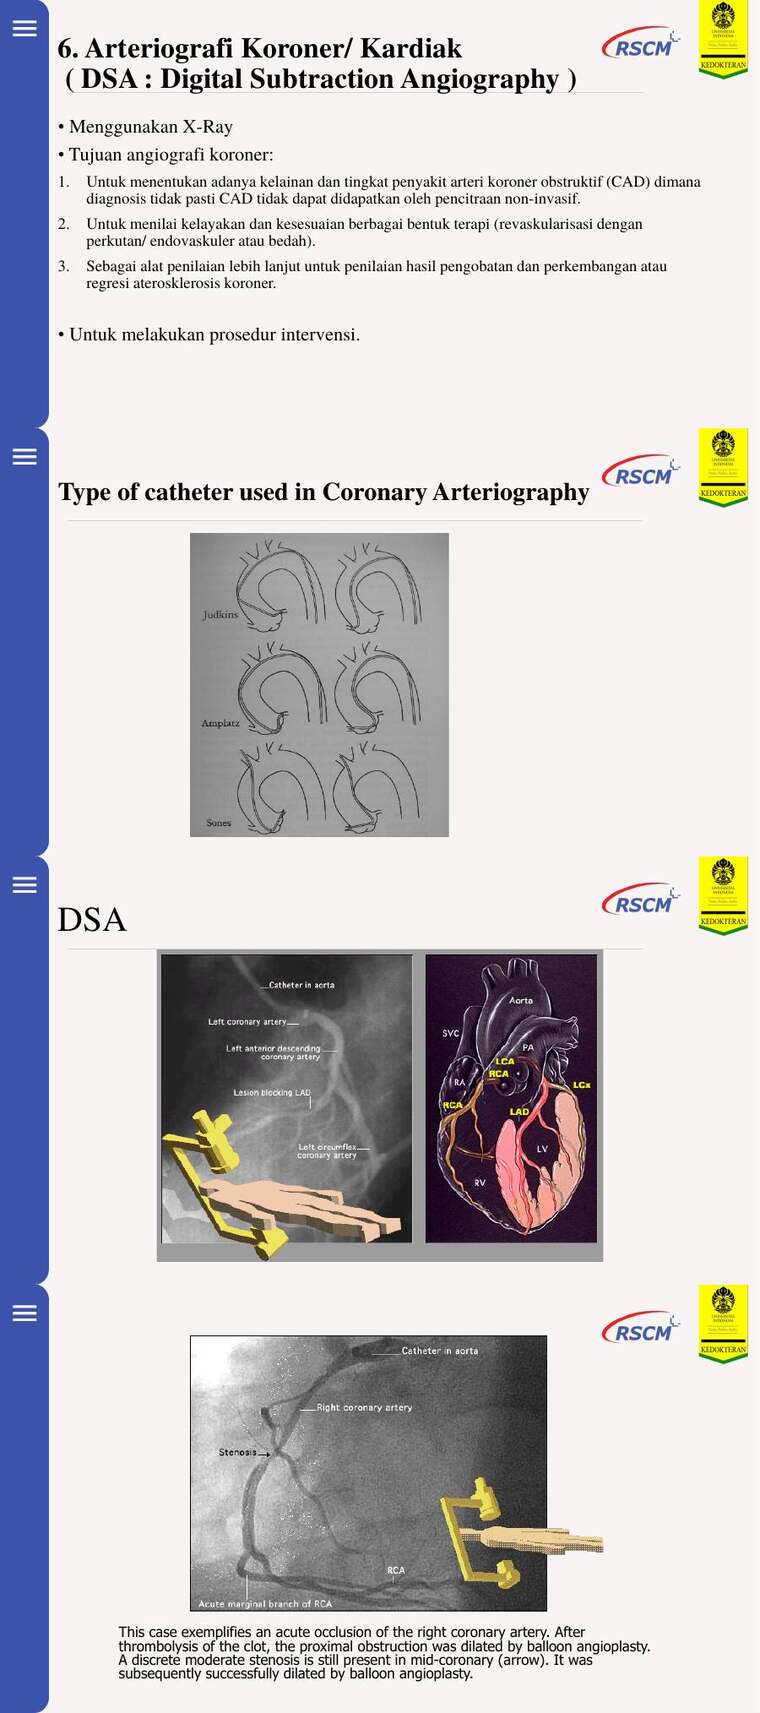 6. Arteriografi Koroner/ Kardiak
( DSA : Digital Subtraction Angiography )
RSCM
UNIVERSITAS
INDONESIA
KEDOKTERAN
• Menggunakan X-Ray
• Tujuan angiografi koroner:
1. Untuk menentukan adanya kelainan dan tingkat penyakit arteri koroner obstruktif (CAD) dimana
diagnosis tidak pasti CAD tidak dapat didapatkan oleh pencitraan non-invasif.
2. Untuk menilai kelayakan dan kesesuaian berbagai bentuk terapi (revaskularisasi dengan
perkutan/ endovaskuler atau bedah).
3. Sebagai alat penilaian lebih lanjut untuk penilaian hasil pengobatan dan perkembangan atau
regresi aterosklerosis koroner.
• Untuk melakukan prosedur intervensi.
RSCM
UNIVERSITAS
INDONESIA
KEDOKTERAN
Type of catheter used in Coronary Arteriography
Judkins
Amplatz
Sones
RSCM
UNIVERSITAS
INDONESIA
KEDOKTERAN
DSA
Catheter in aorta
Left coronary artery
Left anterior descending
coronary artery
Lesion blocking LAD
Left circumflex
coronary artery
Aorta
SVC
PA
LCA
RCA
RA
LCx
RCA
LAD
LV
RV
RSCM
UNIVERSITAS
INDONESIA
KEDOKTERAN
Catheter in aorta
Right coronary artery
Stenosis
RCA
Acute marginal branch of RCA
This case exemplifies an acute occlusion of the right coronary artery. After
thrombolysis of the clot, the proximal obstruction was dilated by balloon angioplasty.
A discrete moderate stenosis is still present in mid-coronary (arrow). It was
subsequently successfully dilated by balloon angioplasty.